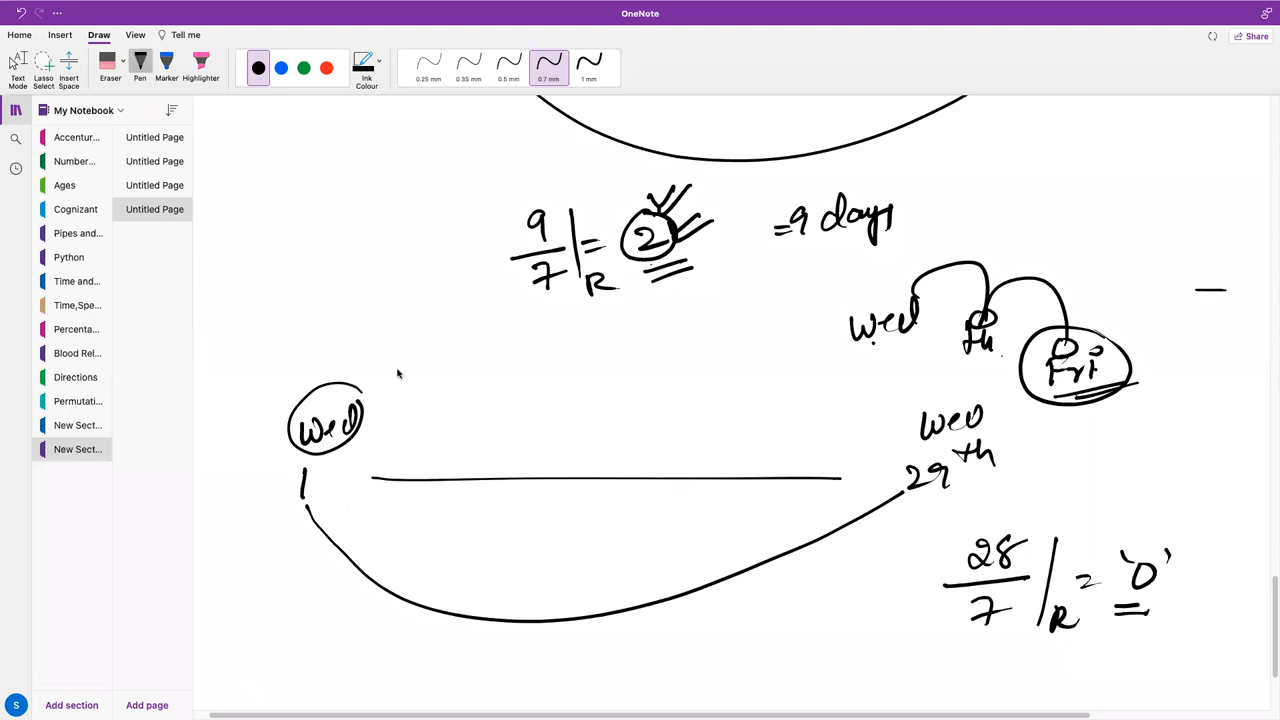 OneNote
Home Insert Draw View Tell me
Share
Text Mode
Lasso Select
Insert Space
Eraser
Pen
Marker
Highlighter
Ink Colour
0.25 mm
0.35 mm
0.5 mm
0.7 mm
1 mm
My Notebook
Accentur...
Number...
Ages
Cognizant
Pipes and...
Python
Time and...
Time,Spe...
Percenta...
Blood Rel...
Directions
Permutati...
New Sect...
New Sect...
Untitled Page
Untitled Page
Untitled Page
Untitled Page
9/7 | R = 2 = 9 days
Wed th Fri
Wed Wed
1 29th
28/7 | R = '0'
S
Add section
Add page